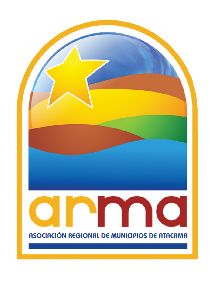 arma
ASOCIACIÓN REGIONAL DE MUNICIPIOS DE ATACAMA